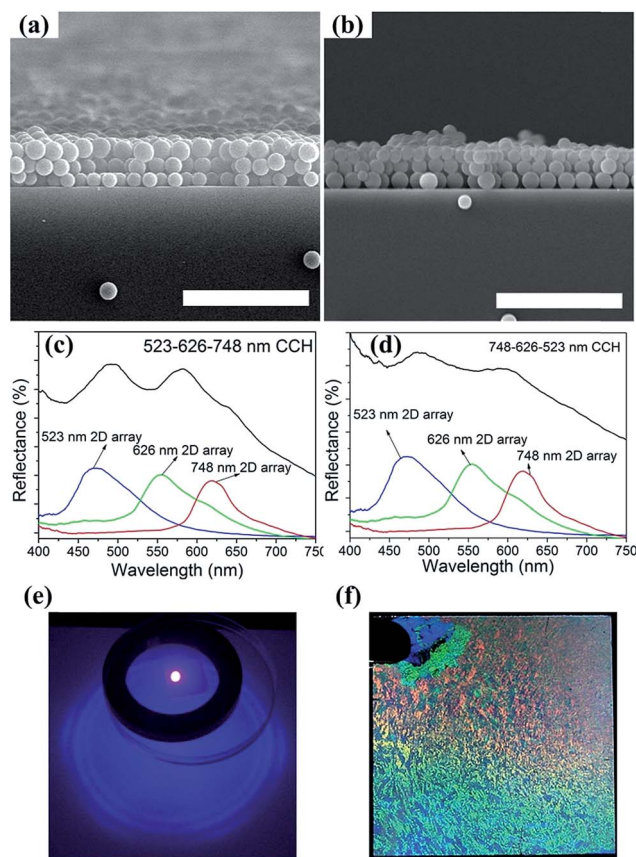 (a)
(b)
(c)
523-626-748 nm CCH
523 nm 2D array
626 nm 2D array
748 nm 2D array
Reflectance (%)
400 450 500 550 600 650 700 750
Wavelength (nm)
(d)
748-626-523 nm CCH
523 nm 2D array
626 nm 2D array
748 nm 2D array
Reflectance (%)
400 450 500 550 600 650 700 750
Wavelength (nm)
(e)
(f)